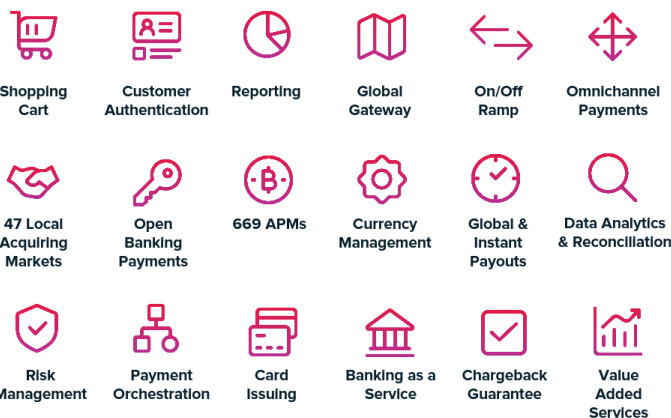 Shopping
Cart
Customer
Authentication
Reporting
Global
Gateway
On/Off
Ramp
Omnichannel
Payments
47 Local
Acquiring
Markets
Open
Banking
Payments
669 APMs
Currency
Management
Global &
Instant
Payouts
Data Analytics
& Reconciliation
Risk
Management
Payment
Orchestration
Card
Issuing
Banking as a
Service
Chargeback
Guarantee
Value
Added
Services